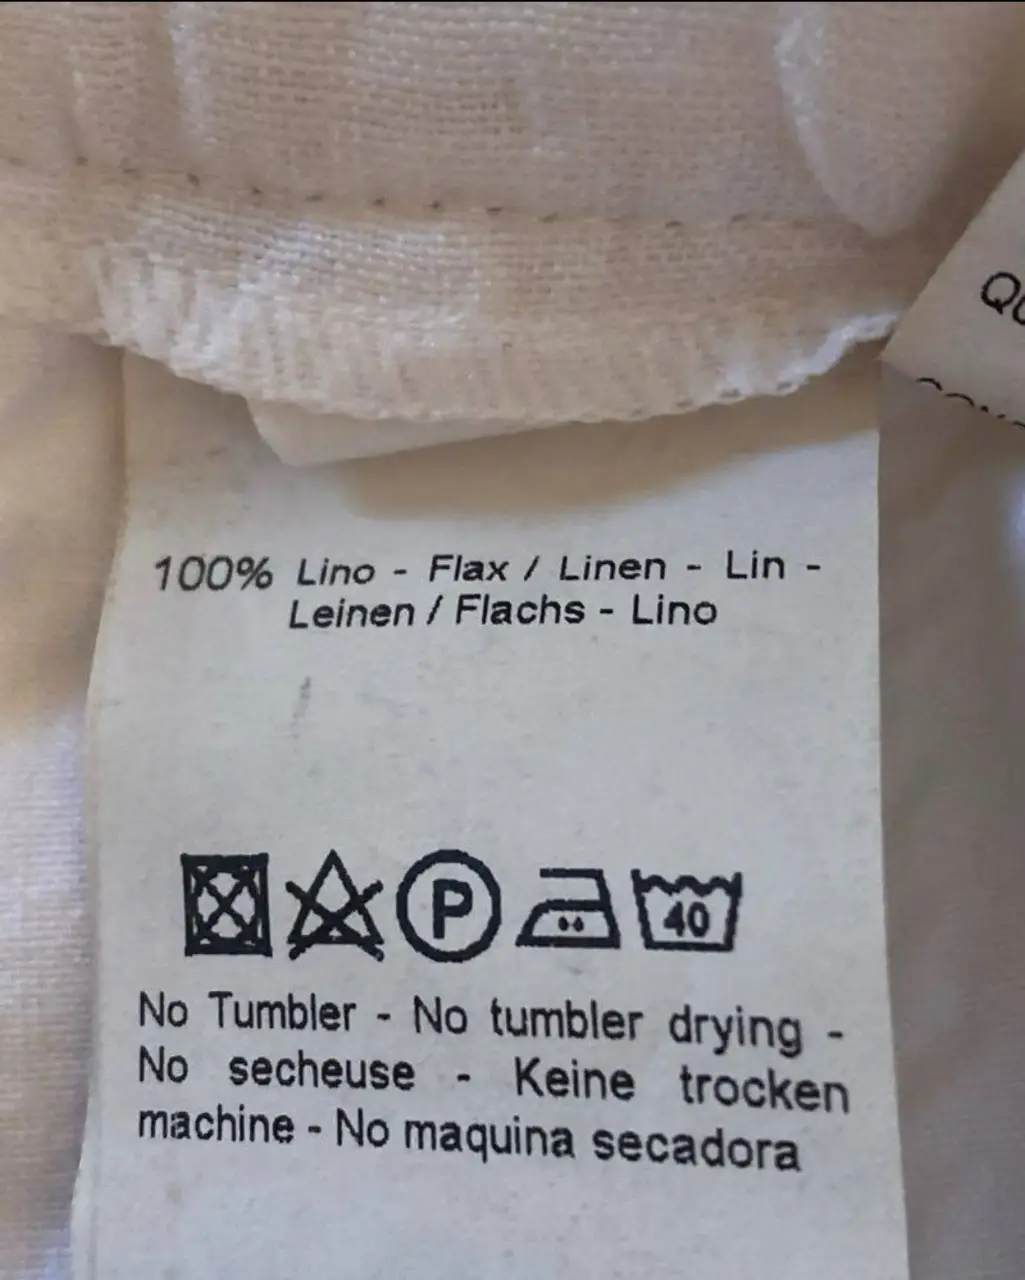 100% Lino - Flax / Linen - Lin -
Leinen / Flachs - Lino
P
40
No Tumbler - No tumbler drying -
No secheuse - Keine trocken
machine - No maquina secadora